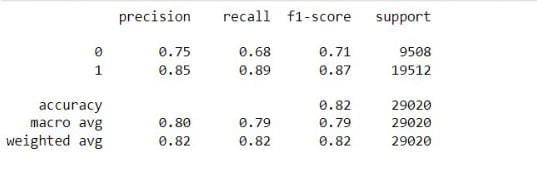 precision recall f1-score support
0 0.75 0.68 0.71 9508
1 0.85 0.89 0.87 19512
accuracy 0.82 29020
macro avg 0.80 0.79 0.79 29020
weighted avg 0.82 0.82 0.82 29020